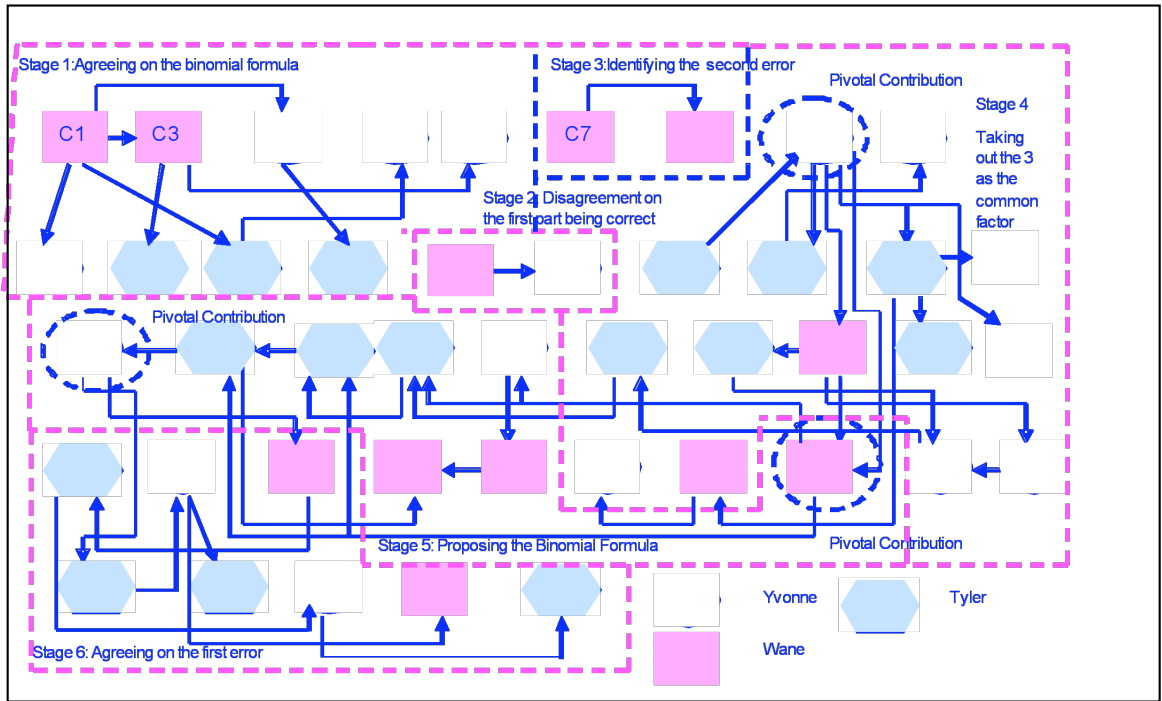 Stage 1:Agreeing on the binomial formula
Stage 3:Identifying the second error
Pivotal Contribution
Stage 4
Taking
out the 3
as the
common
factor
C1
C3
C7
Stage 2: Disagreement on
the first part being correct
Pivotal Contribution
Stage 5: Proposing the Binomial Formula
Pivotal Contribution
Yvonne
Tyler
Wane
Stage 6: Agreeing on the first error